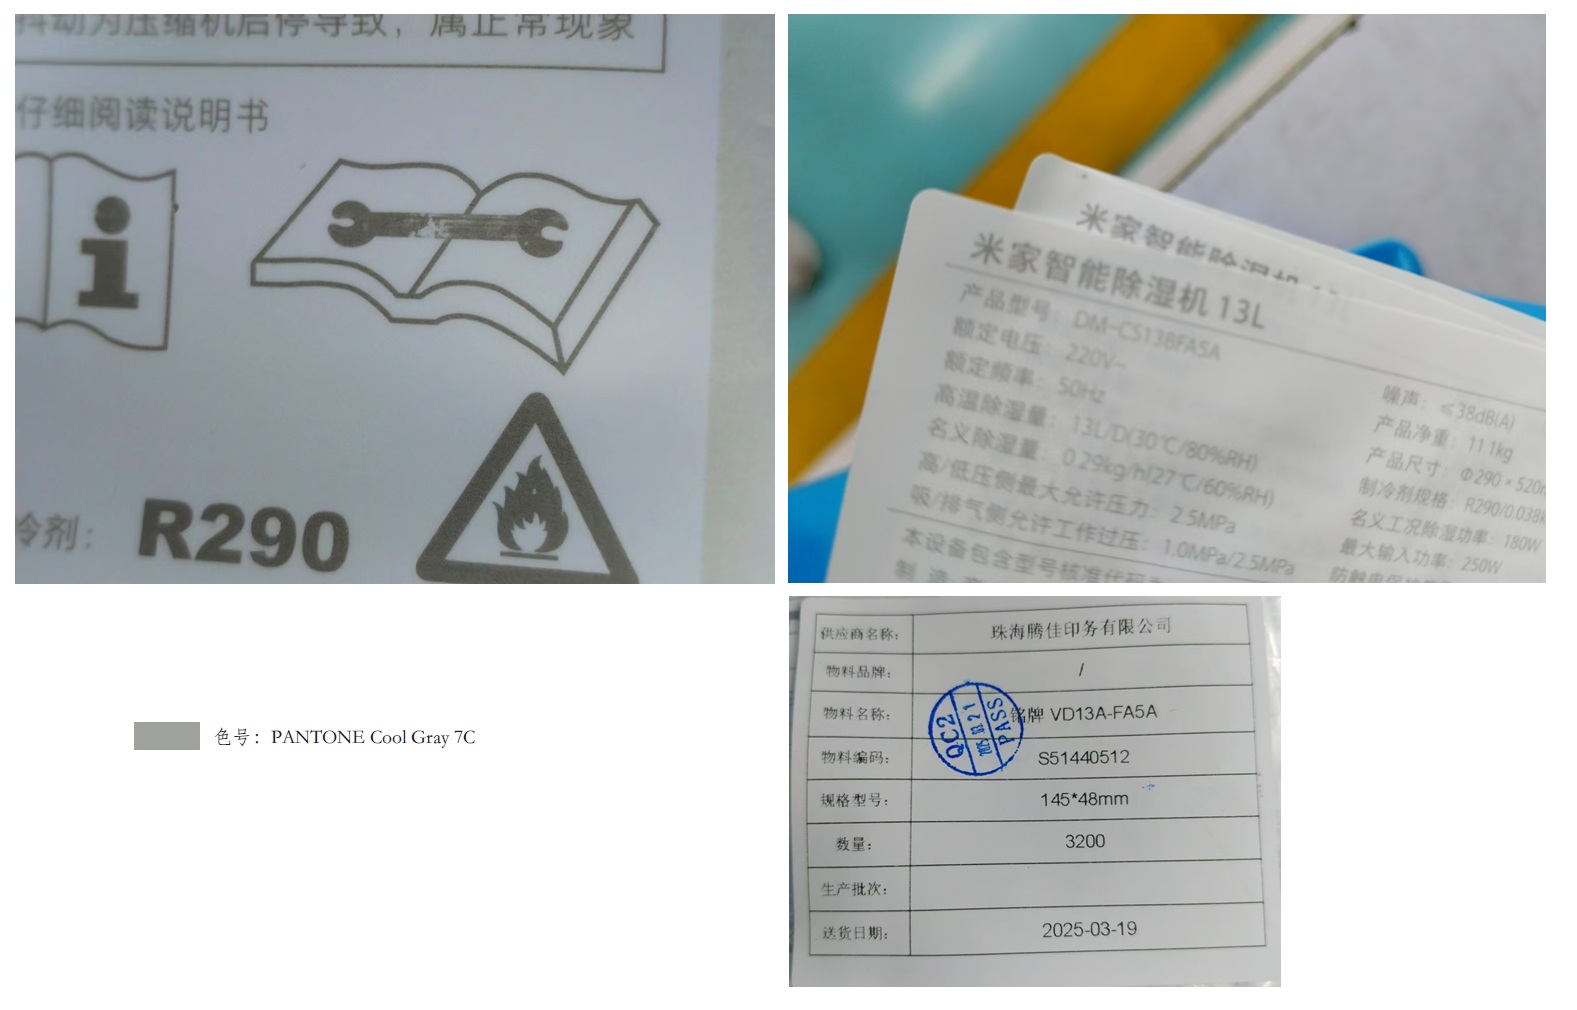 抖动为压缩机后停导致，属正常现象
仔细阅读说明书
冷剂：R290
米家智能除湿机 13L
米家智能除湿机 13L
产品型号：DM-CS13BFA5A
额定电压：220V~
额定频率：50Hz
高温除湿量：13L/D(30℃/80%RH)
名义除湿量：0.29kg/h(27℃/60%RH)
高/低压侧最大允许压力：2.5MPa
吸/排气侧允许工作过压：1.0MPa/2.5MPa
本设备包含型号核准代码为
制 造 商
噪声：≤38dB(A)
产品净重：11.1kg
产品尺寸：Φ290×520m
制冷剂规格：R290/0.038k
名义工况除湿功率：180W
最大输入功率：250W
防触电保护
色号：PANTONE Cool Gray 7C
供应商名称： 珠海腾佳印务有限公司
物料品牌： /
物料名称： 铭牌 VD13A-FA5A
物料编码： S51440512
规格型号： 145*48mm
数量： 3200
生产批次：
送货日期： 2025-03-19
QC2
PASS